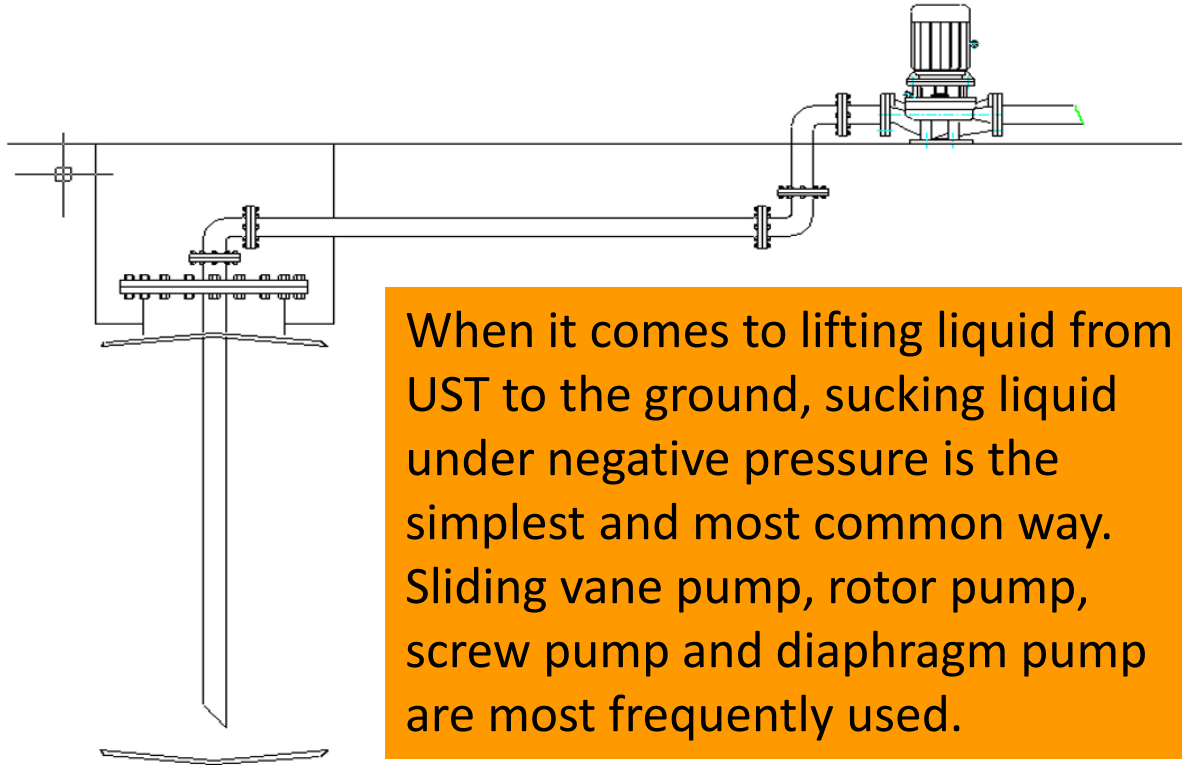 When it comes to lifting liquid from
UST to the ground, sucking liquid
under negative pressure is the
simplest and most common way.
Sliding vane pump, rotor pump,
screw pump and diaphragm pump
are most frequently used.